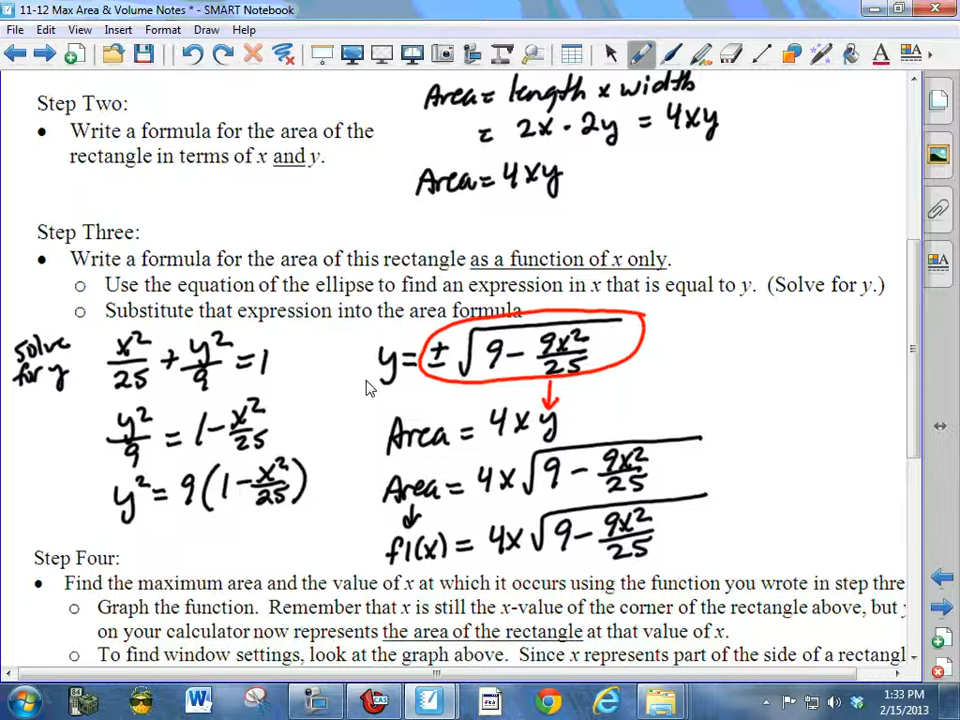 11-12 Max Area & Volume Notes * - SMART Notebook
File Edit View Insert Format Draw Help
Area = length x width
= 2x · 2y = 4xy
Area = 4xy
Step Two:
• Write a formula for the area of the
rectangle in terms of x and y.
Step Three:
• Write a formula for the area of this rectangle as a function of x only.
o Use the equation of the ellipse to find an expression in x that is equal to y. (Solve for y.)
o Substitute that expression into the area formula
solve
for y
x²/25 + y²/9 = 1
y²/9 = 1 - x²/25
y² = 9(1 - x²/25)
y = ± √(9 - 9x²/25)
Area = 4xy
Area = 4x√(9 - 9x²/25)
f1(x) = 4x√(9 - 9x²/25)
Step Four:
• Find the maximum area and the value of x at which it occurs using the function you wrote in step thre
o Graph the function. Remember that x is still the x-value of the corner of the rectangle above, but y
on your calculator now represents the area of the rectangle at that value of x.
o To find window settings, look at the graph above. Since x represents part of the side of a rectangl
1:33 PM
2/15/2013